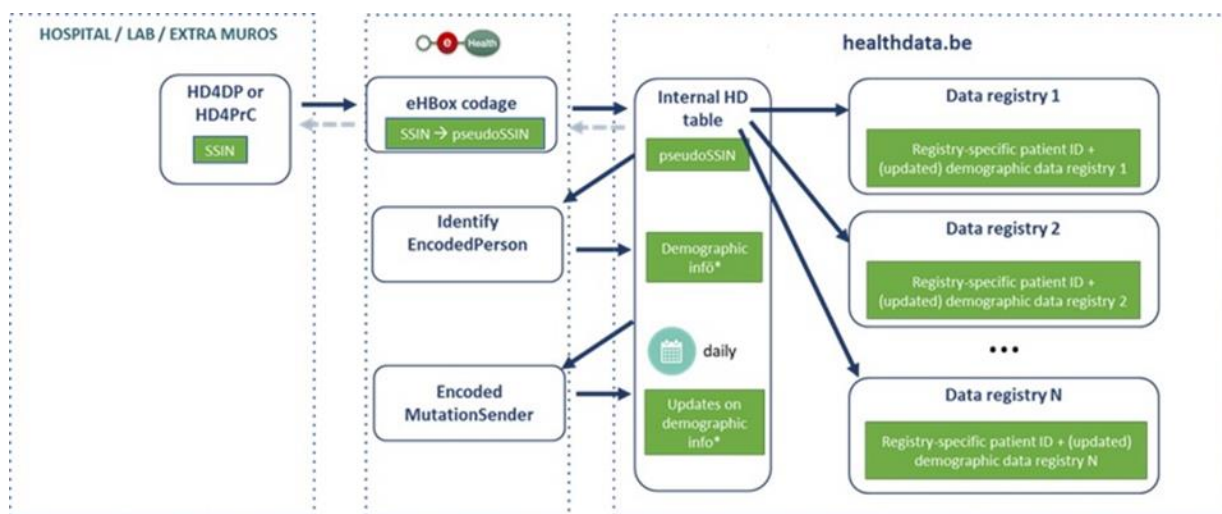 HOSPITAL / LAB / EXTRA MUROS
HD4DP or
HD4PrC
SSIN
e
Health
eHBox codage
SSIN → pseudoSSIN
Identify
EncodedPerson
Encoded
MutationSender
healthdata.be
Internal HD
table
pseudoSSIN
Demographic
info*
daily
Updates on
demographic
info*
Data registry 1
Registry-specific patient ID +
(updated) demographic data registry 1
Data registry 2
Registry-specific patient ID +
(updated) demographic data registry 2
...
Data registry N
Registry-specific patient ID + (updated)
demographic data registry N